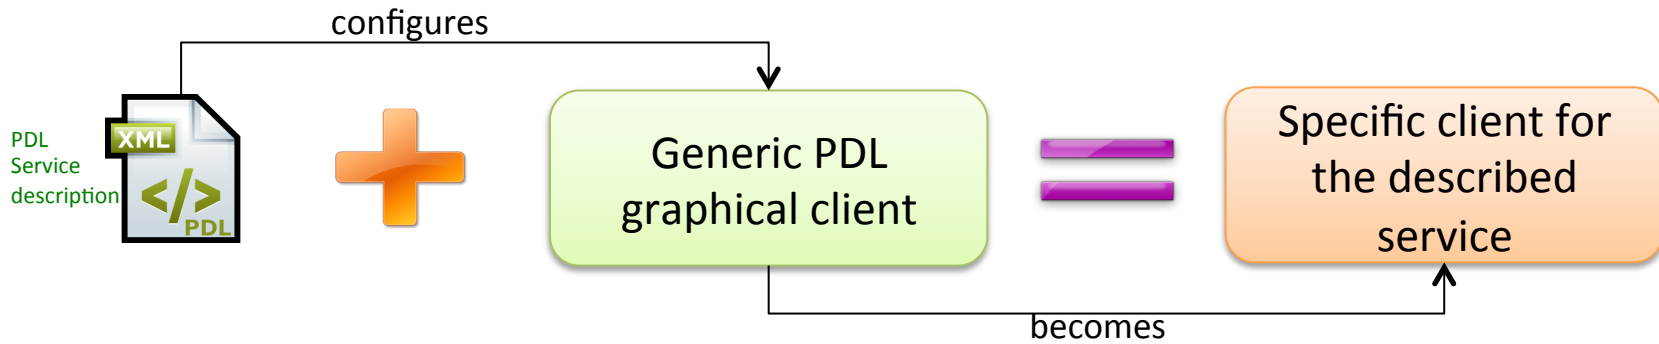 configures
PDL
Service
description
XML
</>
PDL
Generic PDL
graphical client
Specific client for
the described
service
becomes